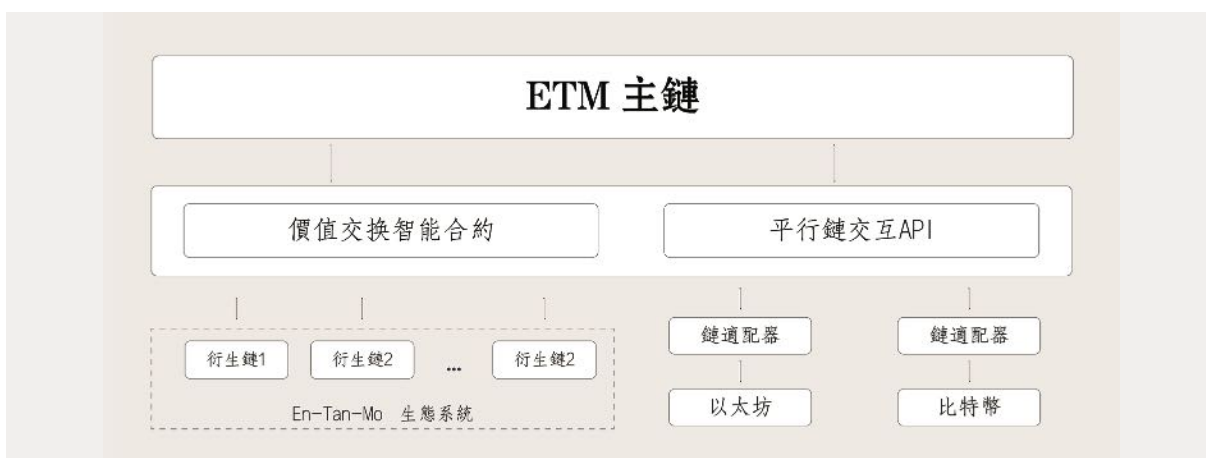 ETM 主鏈
價值交换智能合約
平行鏈交互API
衍生鏈1
衍生鏈2
...
衍生鏈2
En-Tan-Mo 生態系統
鏈適配器
鏈適配器
以太坊
比特幣